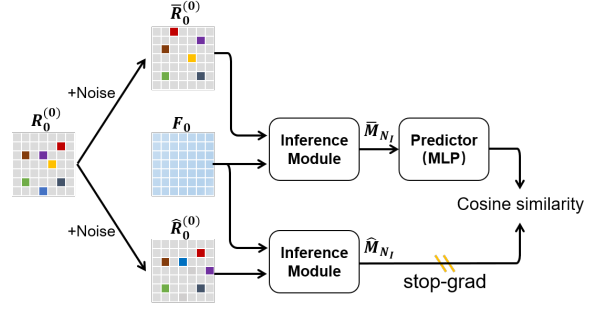 R̅₀⁽⁰⁾
+Noise
R₀⁽⁰⁾
F₀
Inference
Module
M̅_{N_I}
Predictor
(MLP)
Cosine similarity
+Noise
R̂₀⁽⁰⁾
Inference
Module
M̂_{N_I}
stop-grad